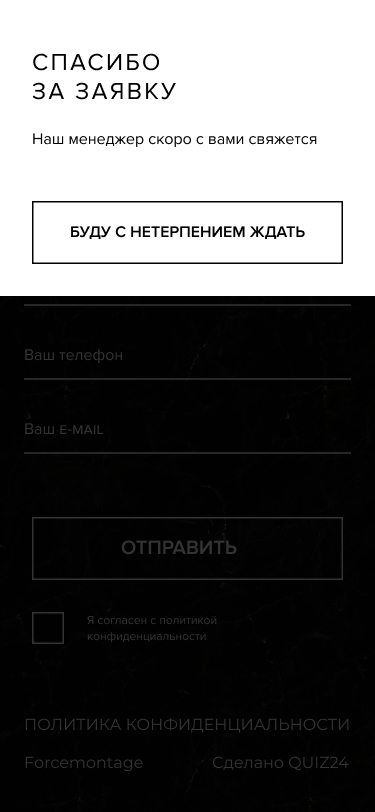 СПАСИБО
ЗА ЗАЯВКУ
Наш менеджер скоро с вами свяжется
БУДУ С НЕТЕРПЕНИЕМ ЖДАТЬ
Ваш телефон
Ваш E-MAIL
ОТПРАВИТЬ
Я согласен с политикой
конфиденциальности
ПОЛИТИКА КОНФИДЕНЦИАЛЬНОСТИ
Forcemontage Сделано QUIZ24